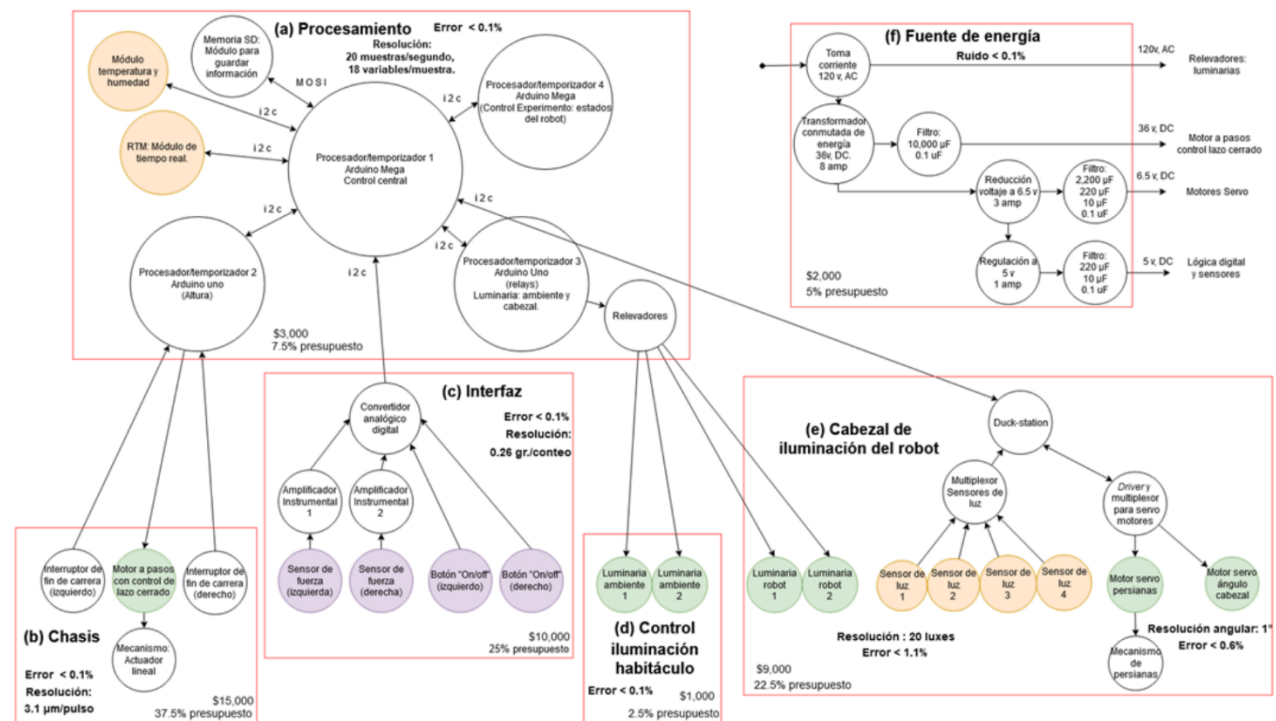 (a) Procesamiento
Error < 0.1%
Resolución:
20 muestras/segundo,
18 variables/muestra.
Módulo
temperatura y
humedad
Memoria SD:
Módulo para
guardar
información
M O S I
i 2 c
RTM: Módulo de
tiempo real.
i 2 c
Procesador/temporizador 1
Arduino Mega
Control central
i 2 c
Procesador/temporizador 4
Arduino Mega
(Control Experimento: estados
del robot)
i 2 c
Procesador/temporizador 2
Arduino uno
(Altura)
i 2 c
i 2 c
i 2 c
Procesador/temporizador 3
Arduino Uno
(relays)
Luminaria: ambiente y
cabezal.
Relevadores
$3,000
7.5% presupuesto
(f) Fuente de energía
Ruido < 0.1%
Toma
corriente
120 v, AC
120v, AC
Relevadores:
luminarias
Transformador
conmutada de
energía
36v, DC.
8 amp
Filtro:
10,000 µF
0.1 uF
36 v, DC
Motor a pasos
control lazo cerrado
Reducción
voltaje a 6.5 v
3 amp
Filtro:
2,200 µF
220 µF
10 µF
0.1 uF
6.5 v, DC
Motores Servo
Regulación a
5 v
1 amp
Filtro:
220 µF
10 µF
0.1 uF
5 v, DC
Lógica digital
y sensores
$2,000
5% presupuesto
(c) Interfaz
Error < 0.1%
Resolución:
0.26 gr./conteo
Convertidor
analógico
digital
Amplificador
Instrumental
1
Amplificador
Instrumental
2
Sensor de
fuerza
(izquierda)
Sensor de
fuerza
(derecha)
Botón "On/off"
(izquierdo)
Botón "On/off"
(derecho)
$10,000
25% presupuesto
Interruptor de
fin de carrera
(izquierdo)
Motor a pasos
con control de
lazo cerrado
Interruptor de
fin de carrera
(derecho)
(b) Chasis
Mecanismo:
Actuador
lineal
Error < 0.1%
Resolución:
3.1 µm/pulso
$15,000
37.5% presupuesto
Luminaria
ambiente
1
Luminaria
ambiente
2
(d) Control
iluminación
habitáculo
Error < 0.1%
$1,000
2.5% presupuesto
(e) Cabezal de
iluminación del robot
Duck-station
Multiplexor
Sensores de
luz
Driver y
multiplexor
para servo
motores
Luminaria
robot
1
Luminaria
robot
2
Sensor de
luz
1
Sensor de
luz
2
Sensor de
luz
3
Sensor de
luz
4
Motor servo
persianas
Motor servo
ángulo
cabezal
Resolución : 20 luxes
Error < 1.1%
Resolución angular: 1°
Error < 0.6%
Mecanismo
de
persianas
$9,000
22.5% presupuesto